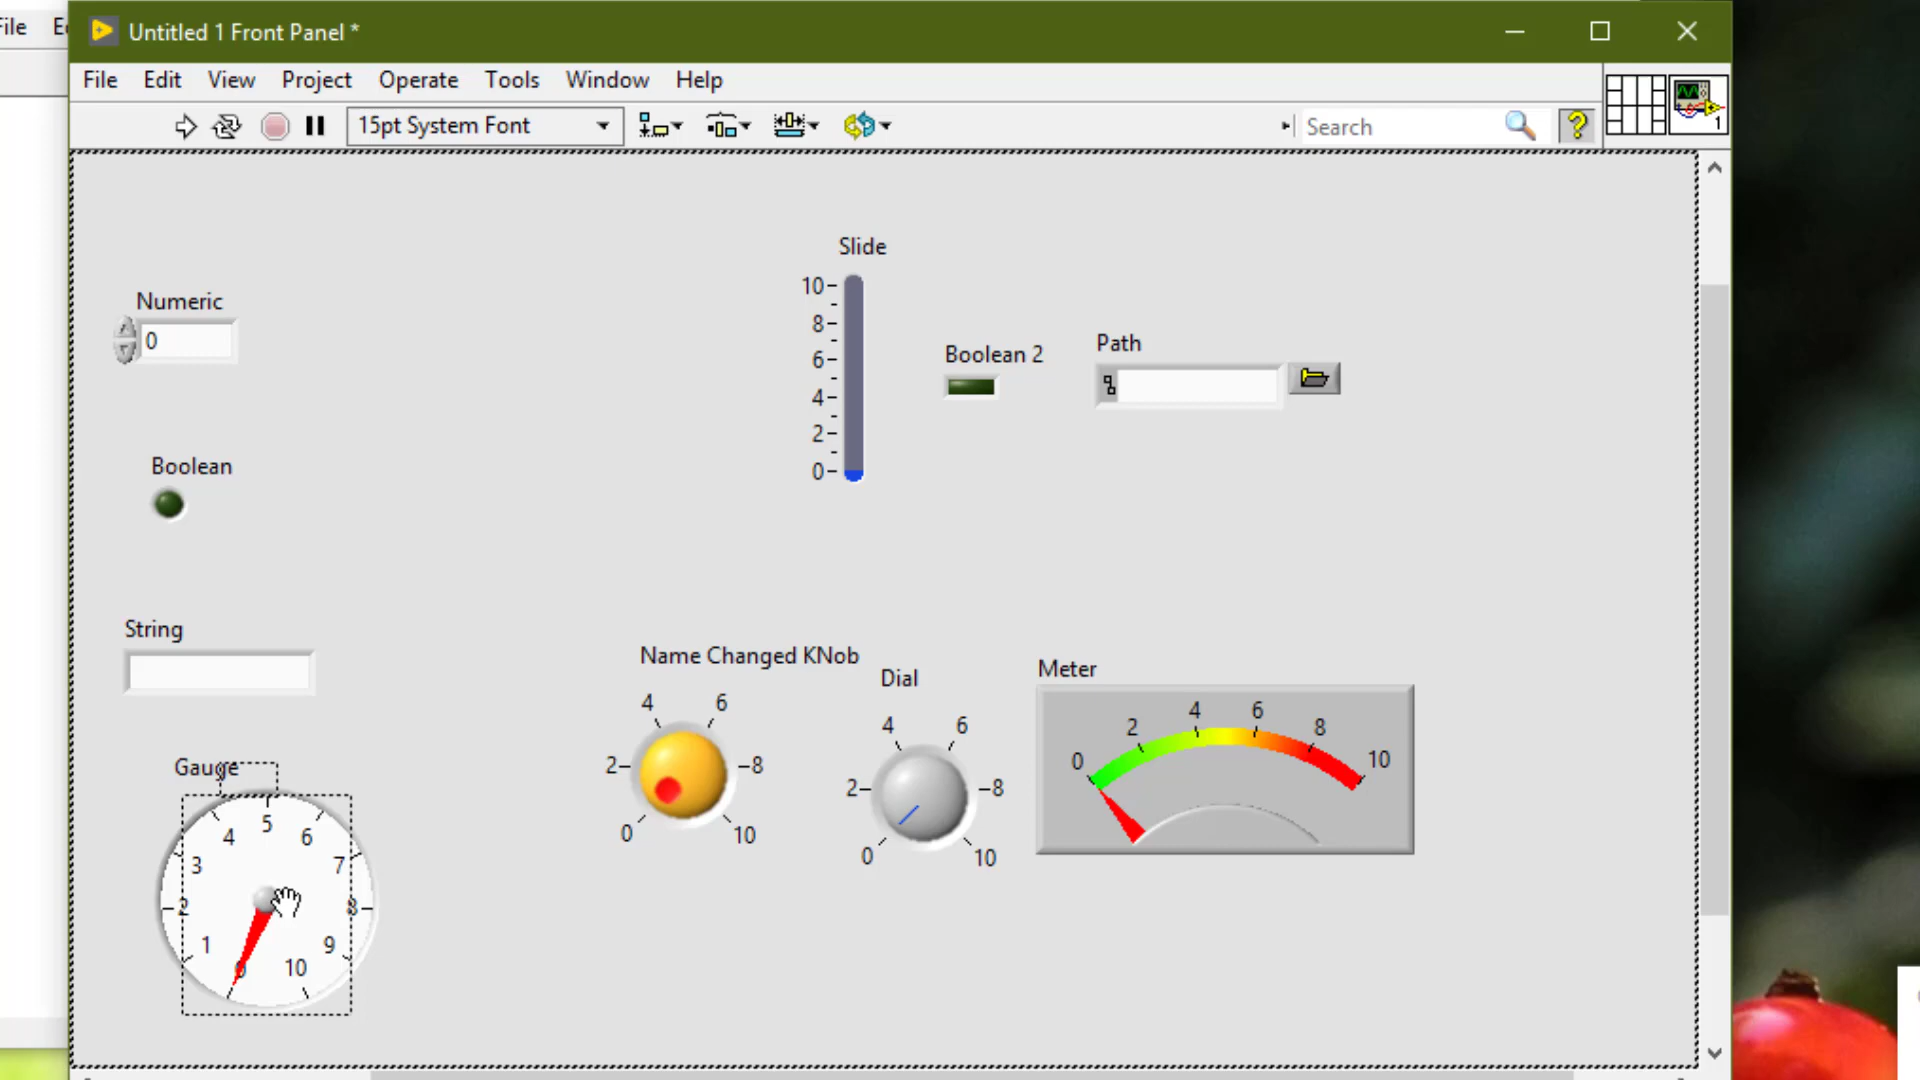 File
Untitled 1 Front Panel *
File Edit View Project Operate Tools Window Help
15pt System Font
Search
?
1
Slide
10
8
6
4
2
0
Numeric
0
Boolean 2
Path
Boolean
String
Name Changed KNob
4 6
2 8
0 10
Dial
4 6
2 8
0 10
Meter
0 2 4 6 8 10
Gauge
0 1 2 3 4 5 6 7 8 9 10